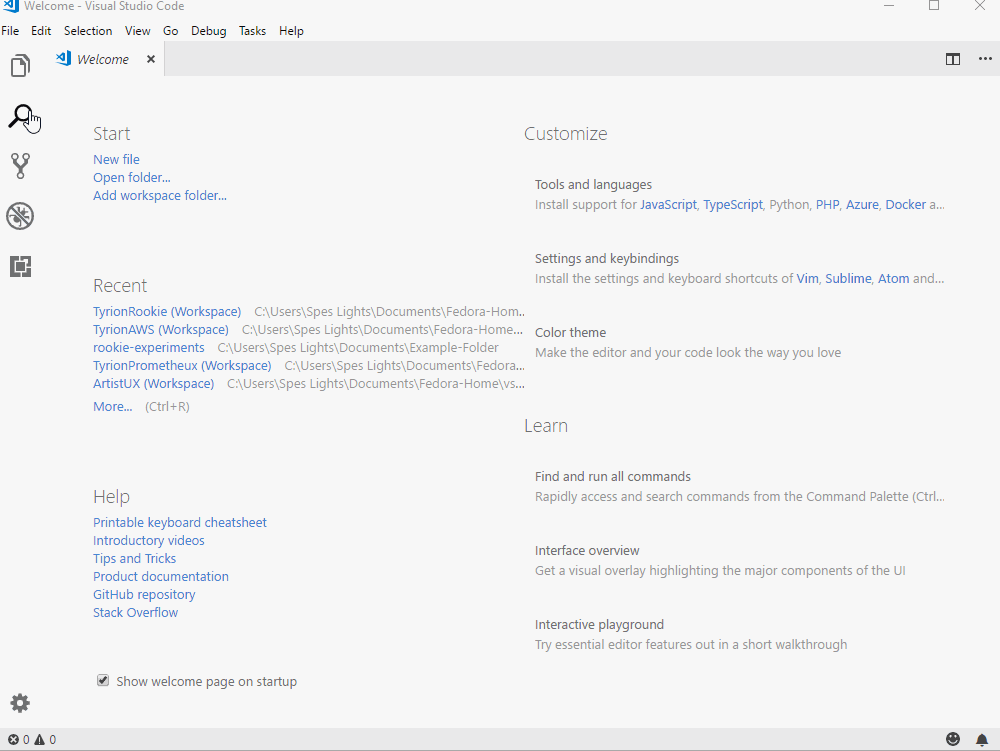 Welcome - Visual Studio Code
File Edit Selection View Go Debug Tasks Help
Welcome
Start
New file
Open folder...
Add workspace folder...
Recent
TyrionRookie (Workspace) C:\Users\Spes Lights\Documents\Fedora-Hom...
TyrionAWS (Workspace) C:\Users\Spes Lights\Documents\Fedora-Home...
rookie-experiments C:\Users\Spes Lights\Documents\Example-Folder
TyrionPrometheux (Workspace) C:\Users\Spes Lights\Documents\Fedora...
ArtistUX (Workspace) C:\Users\Spes Lights\Documents\Fedora-Home\vs...
More... (Ctrl+R)
Help
Printable keyboard cheatsheet
Introductory videos
Tips and Tricks
Product documentation
GitHub repository
Stack Overflow
Show welcome page on startup
Customize
Tools and languages
Install support for JavaScript, TypeScript, Python, PHP, Azure, Docker a...
Settings and keybindings
Install the settings and keyboard shortcuts of Vim, Sublime, Atom and...
Color theme
Make the editor and your code look the way you love
Learn
Find and run all commands
Rapidly access and search commands from the Command Palette (Ctrl...
Interface overview
Get a visual overlay highlighting the major components of the UI
Interactive playground
Try essential editor features out in a short walkthrough
0 0